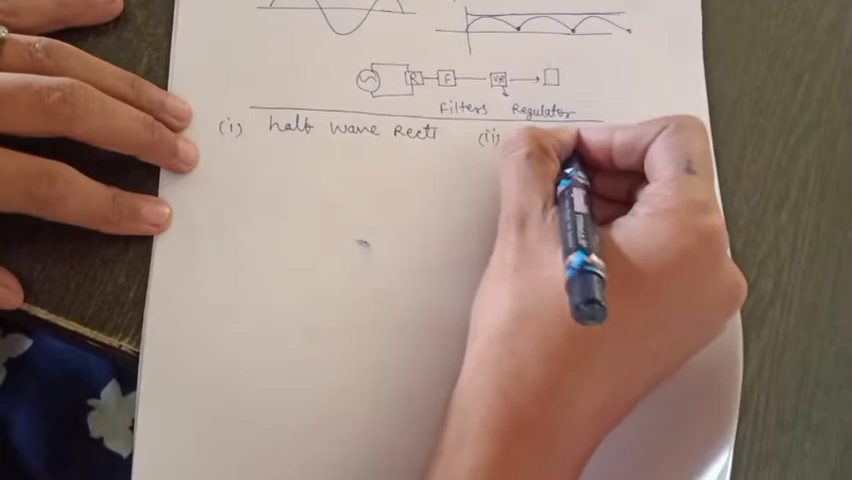 R F VR
Filters Regulator
(i) half wave Recti (ii)